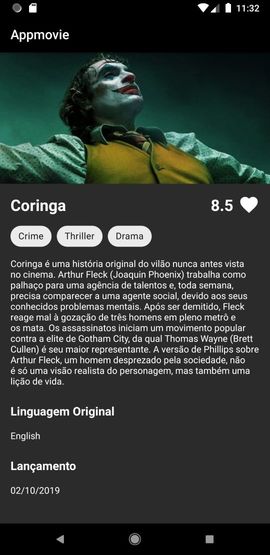 11:32
Appmovie
Coringa
8.5
Crime
Thriller
Drama
Coringa é uma história original do vilão nunca antes vista
no cinema. Arthur Fleck (Joaquin Phoenix) trabalha como
palhaço para uma agência de talentos e, toda semana,
precisa comparecer a uma agente social, devido aos seus
conhecidos problemas mentais. Após ser demitido, Fleck
reage mal à gozação de três homens em pleno metrô e
os mata. Os assassinatos iniciam um movimento popular
contra a elite de Gotham City, da qual Thomas Wayne (Brett
Cullen) é seu maior representante. A versão de Phillips sobre
Arthur Fleck, um homem desprezado pela sociedade, não
é só uma visão realista do personagem, mas também uma
lição de vida.
Linguagem Original
English
Lançamento
02/10/2019